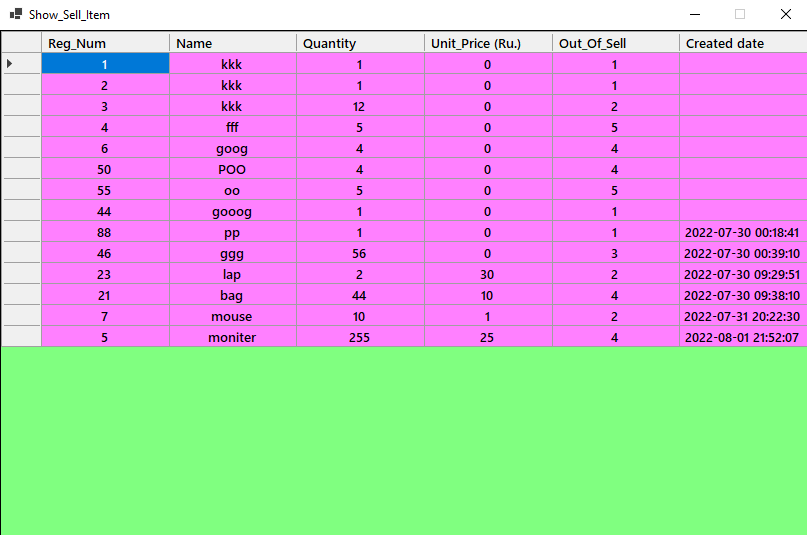 Show_Sell_Item
Reg_Num Name Quantity Unit_Price (Ru.) Out_Of_Sell Created date
1 kkk 1 0 1
2 kkk 1 0 1
3 kkk 12 0 2
4 fff 5 0 5
6 goog 4 0 4
50 POO 4 0 4
55 oo 5 0 5
44 gooog 1 0 1
88 pp 1 0 1 2022-07-30 00:18:41
46 ggg 56 0 3 2022-07-30 00:39:10
23 lap 2 30 2 2022-07-30 09:29:51
21 bag 44 10 4 2022-07-30 09:38:10
7 mouse 10 1 2 2022-07-31 20:22:30
5 moniter 255 25 4 2022-08-01 21:52:07